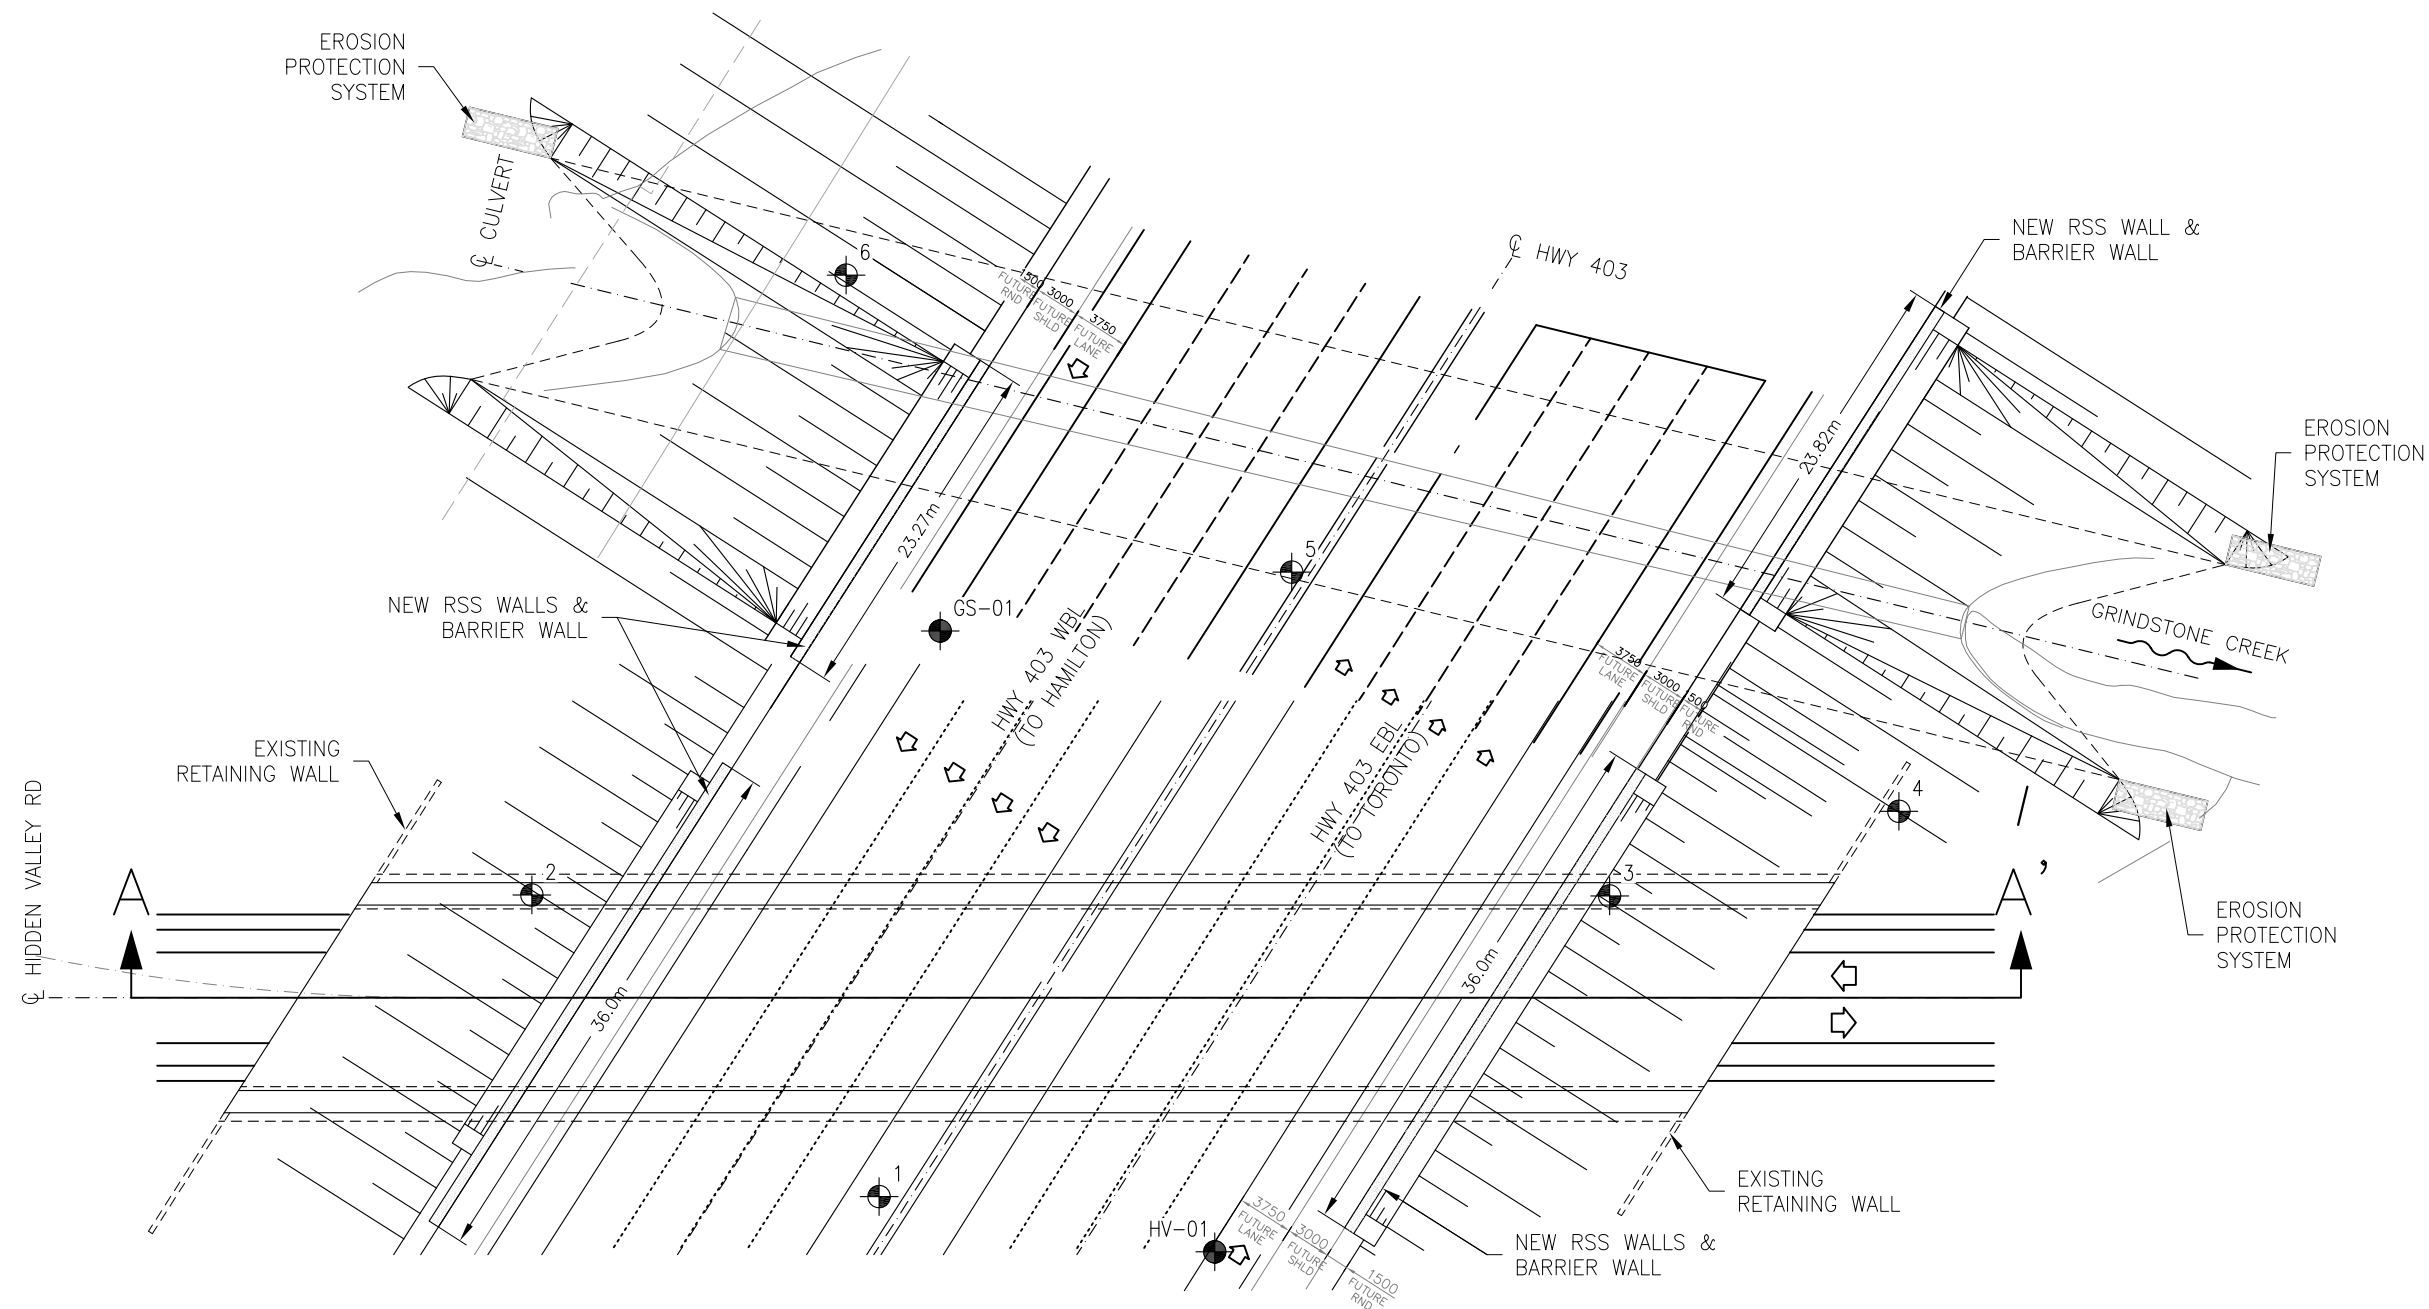 EROSION
PROTECTION
SYSTEM
℄ CULVERT
6
1500
FUTURE
RND
3000
FUTURE
SHLD
3750
FUTURE
LANE
℄ HWY 403
NEW RSS WALL &
BARRIER WALL
23.82m
EROSION
PROTECTION
SYSTEM
23.27m
5
NEW RSS WALLS &
BARRIER WALL
GS-01
HWY 403 WBL
(TO HAMILTON)
GRINDSTONE CREEK
3750
FUTURE
LANE
3000
FUTURE
SHLD
FUTURE
RND
HWY 403 EBL
(TO TORONTO)
EXISTING
RETAINING WALL
4
℄ HIDDEN VALLEY RD
A
2
3
A'
EROSION
PROTECTION
SYSTEM
36.0m
36.0m
1
HV-01
3750
FUTURE
LANE
3000
FUTURE
SHLD
1500
FUTURE
RND
EXISTING
RETAINING WALL
NEW RSS WALLS &
BARRIER WALL